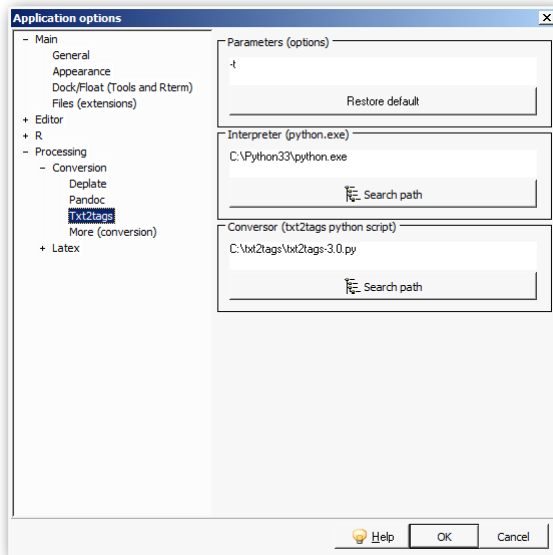 Application options
Main
General
Appearance
Dock/Float (Tools and Rterm)
Files (extensions)
Editor
R
Processing
Conversion
Deplate
Pandoc
Txt2tags
More (conversion)
Latex
Parameters (options)
-t
Restore default
Interpreter (python.exe)
C:\Python33\python.exe
Search path
Conversor (txt2tags python script)
C:\txt2tags\txt2tags-3.0.py
Search path
Help
OK
Cancel